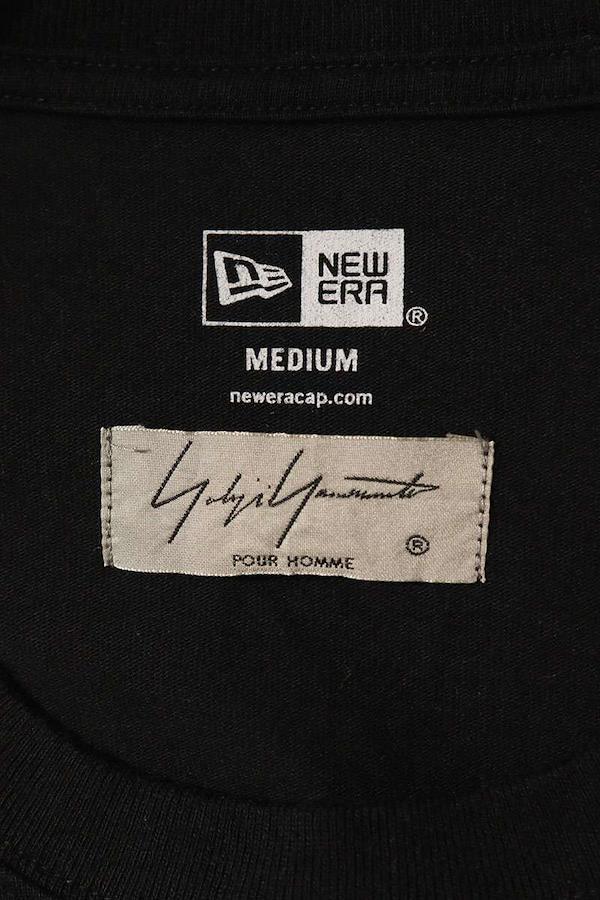 NEW
ERA
®
MEDIUM
neweracap.com
Yohji Yamamoto
®
POUR HOMME